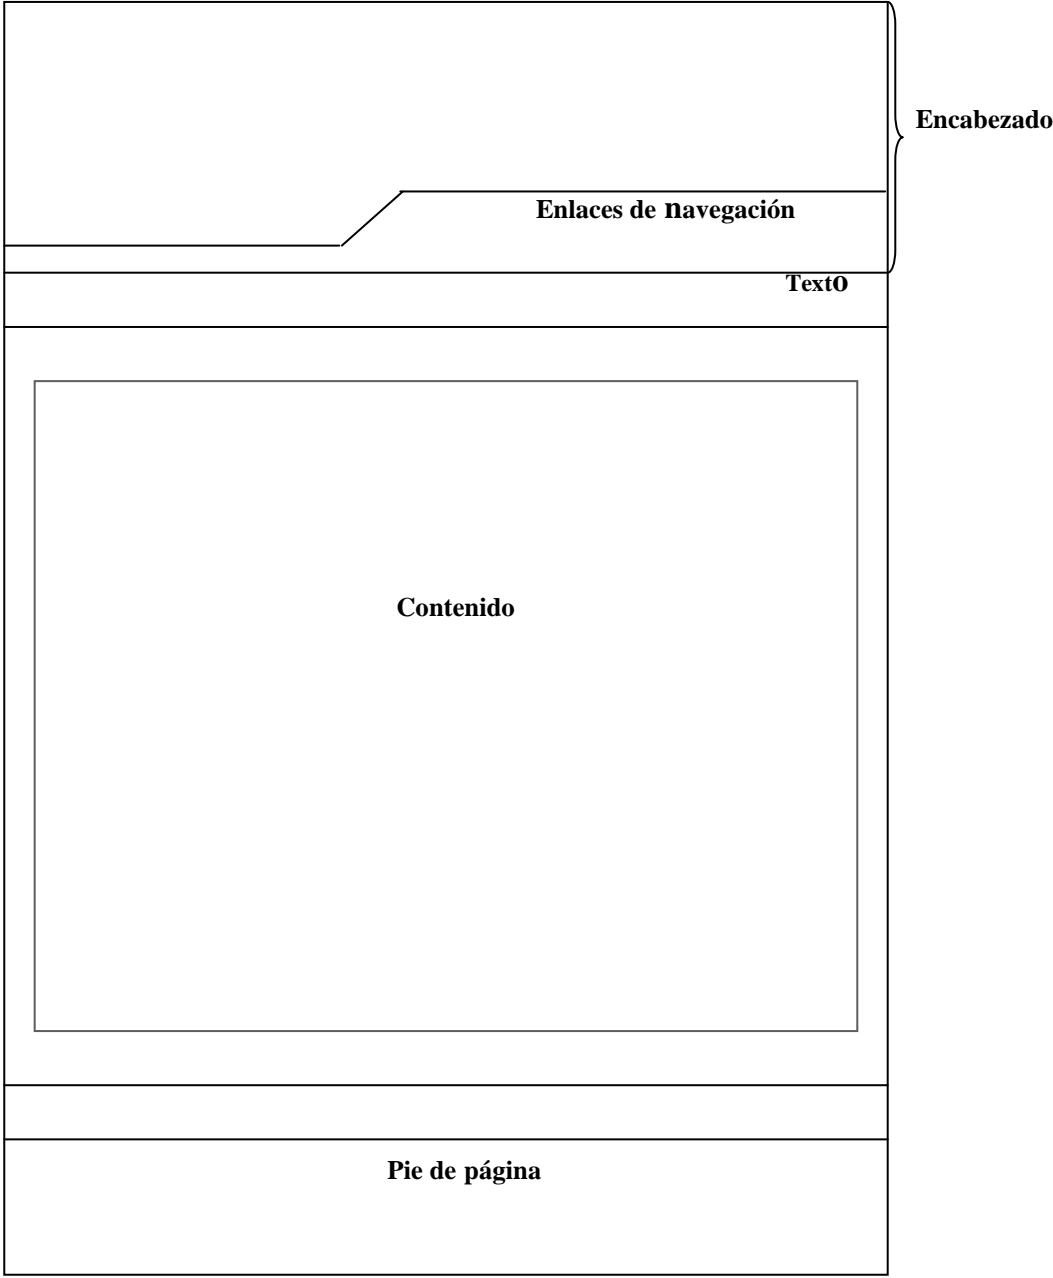 Encabezado
Enlaces de navegación
Texto
Contenido
Pie de página